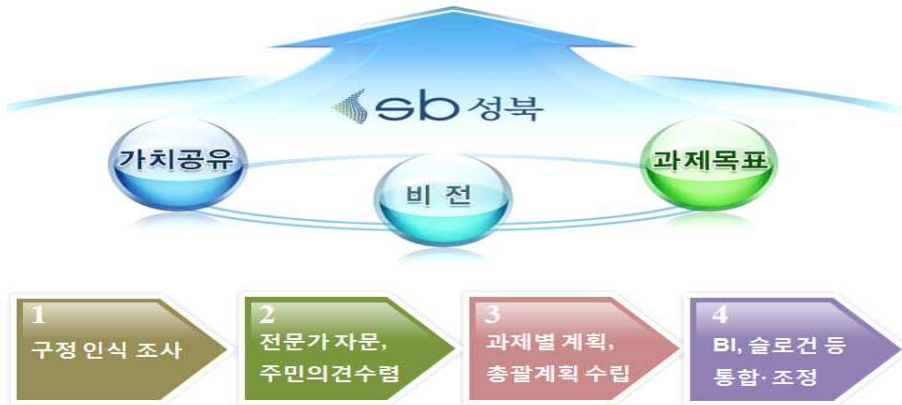 sb 성북
가치공유
비 전
과제목표
1
구정 인식 조사
2
전문가 자문,
주민의견수렴
3
과제별 계획,
총괄계획 수립
4
BI, 슬로건 등
통합·조정